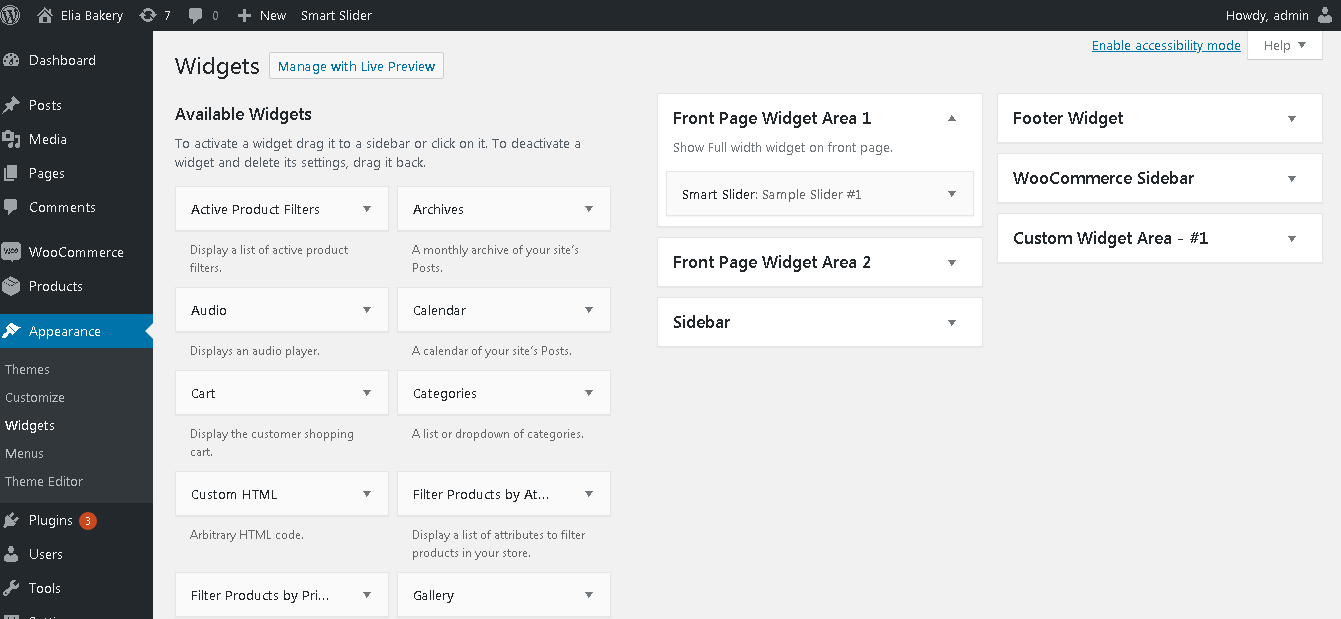 Elia Bakery 7 0 New Smart Slider Howdy, admin
Dashboard
Posts
Media
Pages
Comments
WooCommerce
Products
Appearance
Themes
Customize
Widgets
Menus
Theme Editor
Plugins 3
Users
Tools
Enable accessibility mode Help
Widgets Manage with Live Preview
Available Widgets
To activate a widget drag it to a sidebar or click on it. To deactivate a
widget and delete its settings, drag it back.
Active Product Filters
Display a list of active product
filters.
Archives
A monthly archive of your site's
Posts.
Audio
Displays an audio player.
Calendar
A calendar of your site's Posts.
Cart
Display the customer shopping
cart.
Categories
A list or dropdown of categories.
Custom HTML
Arbitrary HTML code.
Filter Products by At...
Display a list of attributes to filter
products in your store.
Filter Products by Pri...
Gallery
Front Page Widget Area 1
Show Full width widget on front page.
Smart Slider: Sample Slider #1
Front Page Widget Area 2
Sidebar
Footer Widget
WooCommerce Sidebar
Custom Widget Area - #1